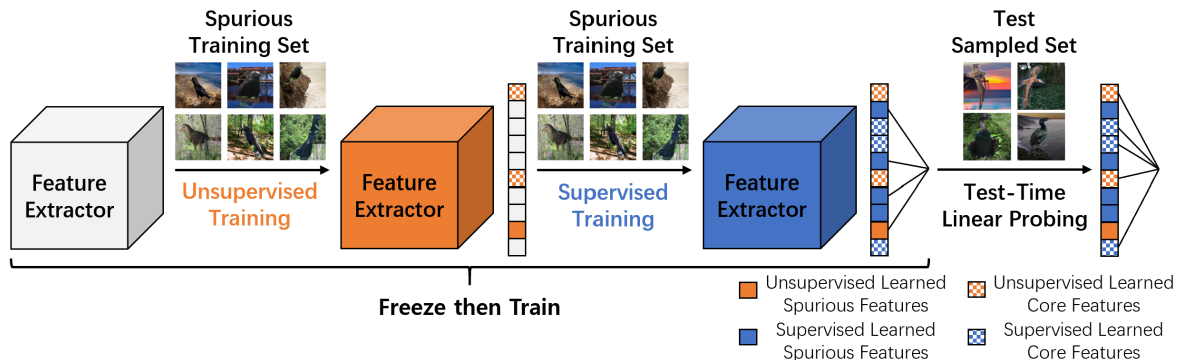 Spurious
Training Set
Spurious
Training Set
Test
Sampled Set
Feature
Extractor
Unsupervised
Training
Feature
Extractor
Supervised
Training
Feature
Extractor
Test-Time
Linear Probing
Freeze then Train
Unsupervised Learned
Spurious Features
Unsupervised Learned
Core Features
Supervised Learned
Spurious Features
Supervised Learned
Core Features